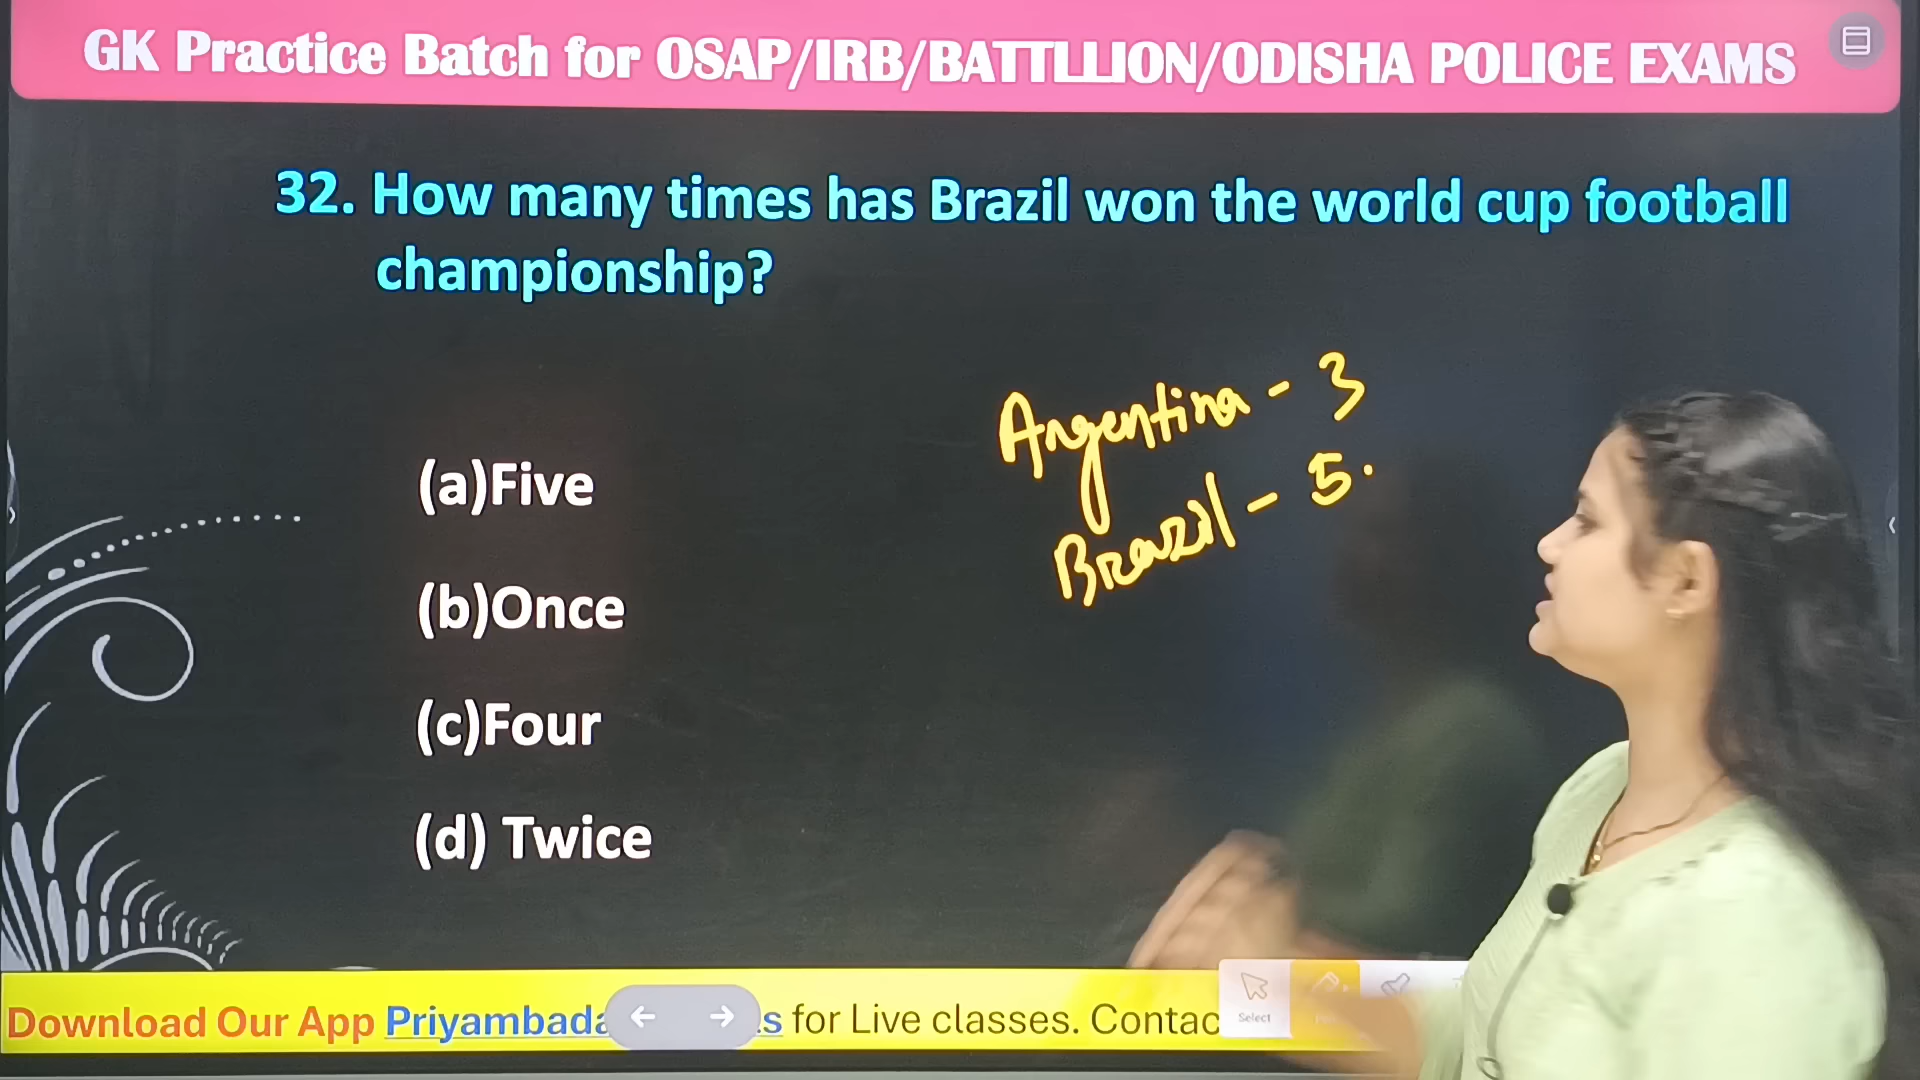 GK Practice Batch for OSAP/IRB/BATTLLION/ODISHA POLICE EXAMS
32. How many times has Brazil won the world cup football
championship?
Argentina - 3
Brazil - 5.
(a)Five
(b)Once
(c)Four
(d) Twice
Download Our App Priyambada s for Live classes. Contac
Select